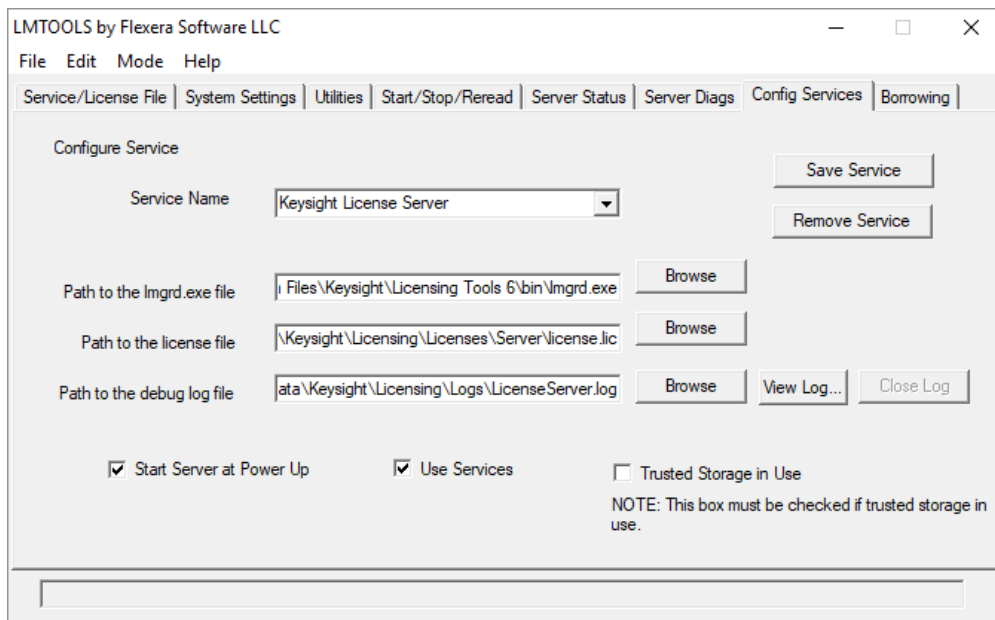 LMTOOLS by Flexera Software LLC
File Edit Mode Help
Service/License File System Settings Utilities Start/Stop/Reread Server Status Server Diags Config Services Borrowing
Configure Service
Save Service
Service Name Keysight License Server
Remove Service
Path to the lmgrd.exe file Files\Keysight\Licensing Tools 6\bin\lmgrd.exe Browse
Path to the license file \Keysight\Licensing\Licenses\Server\license.lic Browse
Path to the debug log file ata\Keysight\Licensing\Logs\LicenseServer.log Browse View Log... Close Log
Start Server at Power Up Use Services Trusted Storage in Use
NOTE: This box must be checked if trusted storage in
use.